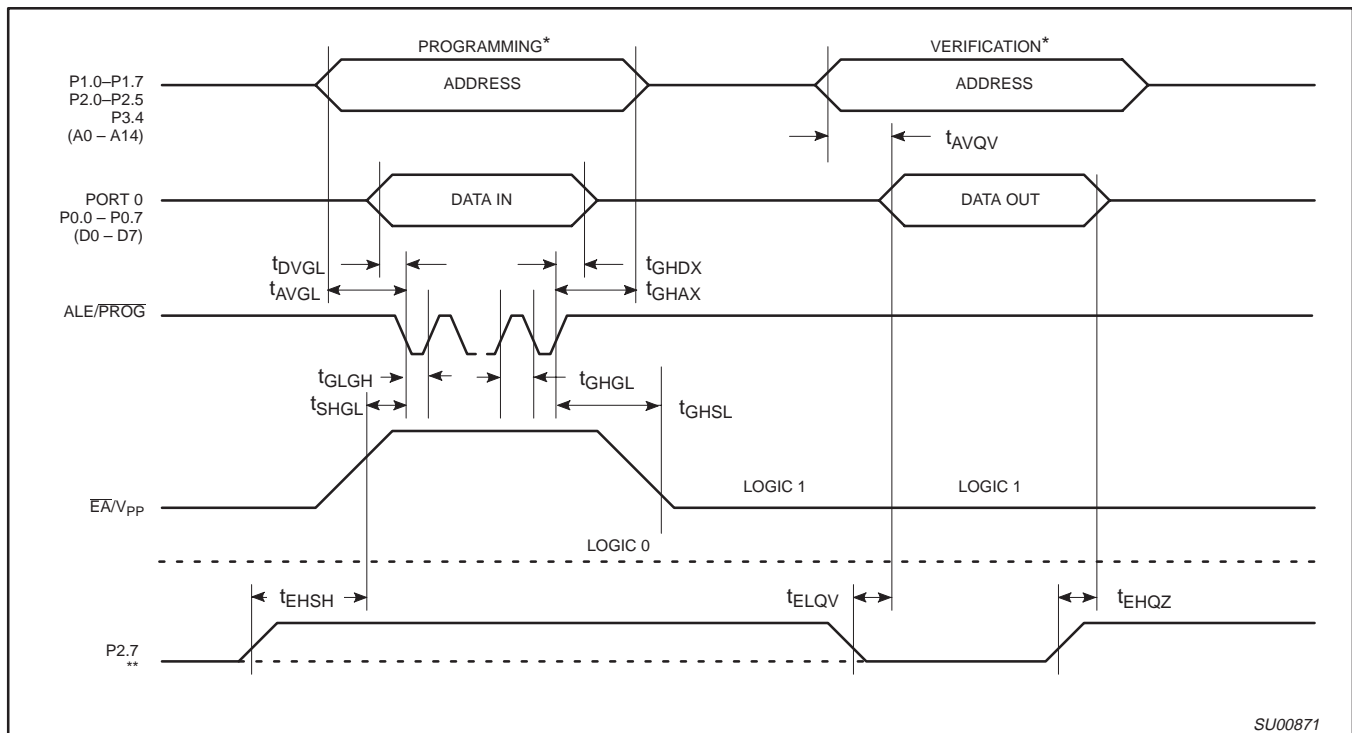 PROGRAMMING*
VERIFICATION*
P1.0–P1.7
P2.0–P2.5
P3.4
(A0 – A14)
ADDRESS
ADDRESS
tAVQV
PORT 0
P0.0 – P0.7
(D0 – D7)
DATA IN
DATA OUT
tDVGL
tGHDX
tAVGL
tGHAX
ALE/PROG
tGLGH
tGHGL
tSHGL
tGHSL
EA/VPP
LOGIC 1
LOGIC 1
LOGIC 0
tEHSH
tELQV
tEHQZ
P2.7
**
SU00871